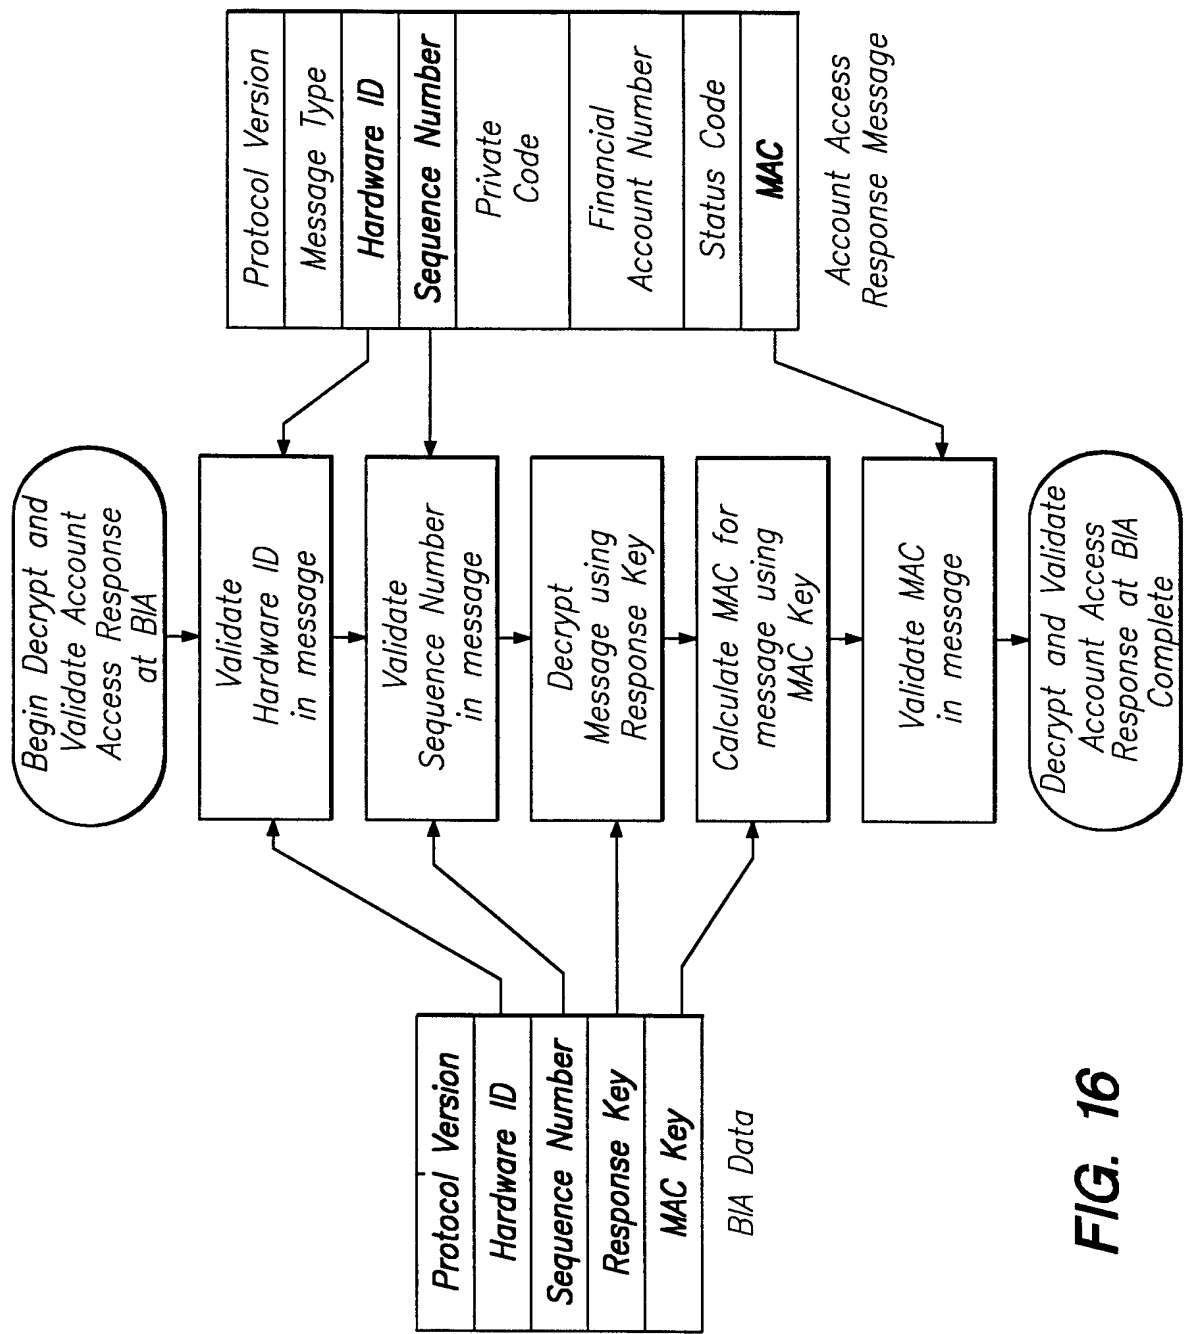 Begin Decrypt and
Validate Account
Access Response
at BIA
Validate
Hardware ID
in message
Validate
Sequence Number
in message
Decrypt
Message using
Response Key
Calculate MAC for
message using
MAC Key
Validate MAC
in message
Decrypt and Validate
Account Access
Response at BIA
Complete
Protocol Version
Hardware ID
Sequence Number
Response Key
MAC Key
BIA Data
Protocol Version
Message Type
Hardware ID
Sequence Number
Private
Code
Financial
Account Number
Status Code
MAC
Account Access
Response Message
FIG. 16